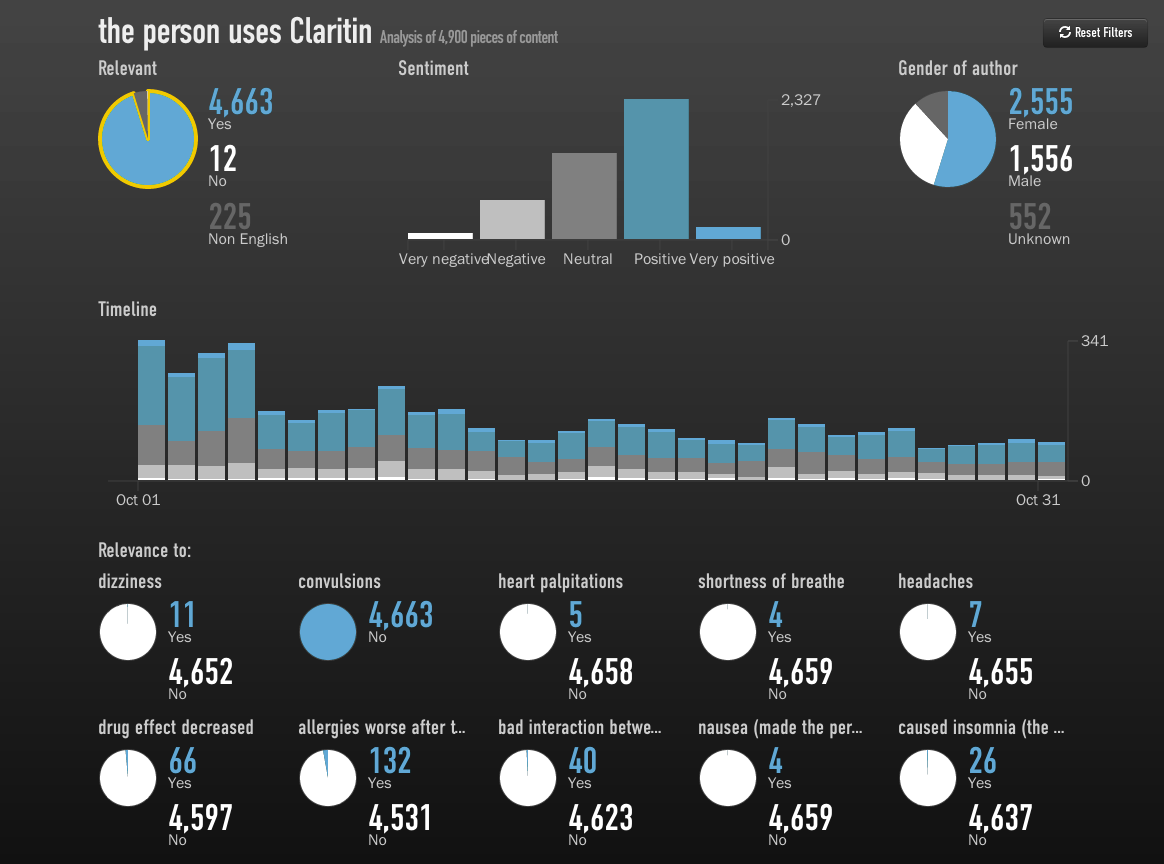 the person uses Claritin Analysis of 4,900 pieces of content
Reset Filters
Relevant
4,663
Yes
12
No
225
Non English
Sentiment
2,327
0
Very negative Negative Neutral Positive Very positive
Gender of author
2,555
Female
1,556
Male
552
Unknown
Timeline
341
0
Oct 01 Oct 31
Relevance to:
dizziness
11
Yes
4,652
No
convulsions
4,663
No
heart palpitations
5
Yes
4,658
No
shortness of breathe
4
Yes
4,659
No
headaches
7
Yes
4,655
No
drug effect decreased
66
Yes
4,597
No
allergies worse after t...
132
Yes
4,531
No
bad interaction betwe...
40
Yes
4,623
No
nausea (made the per...
4
Yes
4,659
No
caused insomnia (the ...
26
Yes
4,637
No